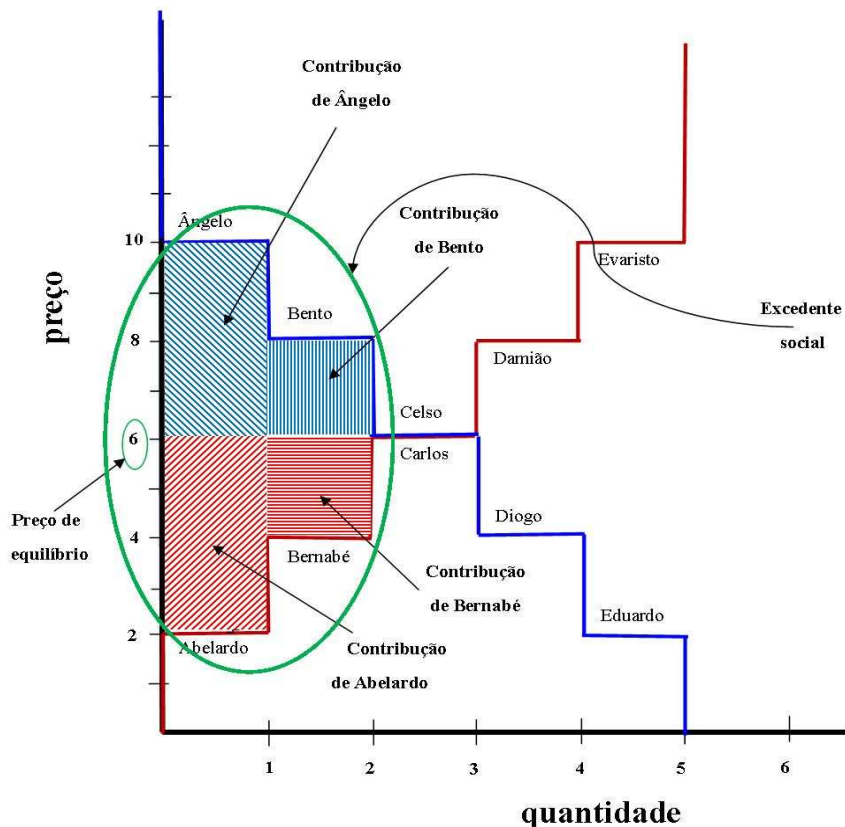 Contribução
de Ângelo
Ângelo
Contribução
de Bento
10
Evaristo
preço
Bento
Excedente
social
8
Damião
Celso
6
Carlos
Preço de
equilíbrio
Diogo
4
Bernabé
Contribução
de Bernabé
Eduardo
2
Abelardo
Contribução
de Abelardo
1
2
3
4
5
6
quantidade